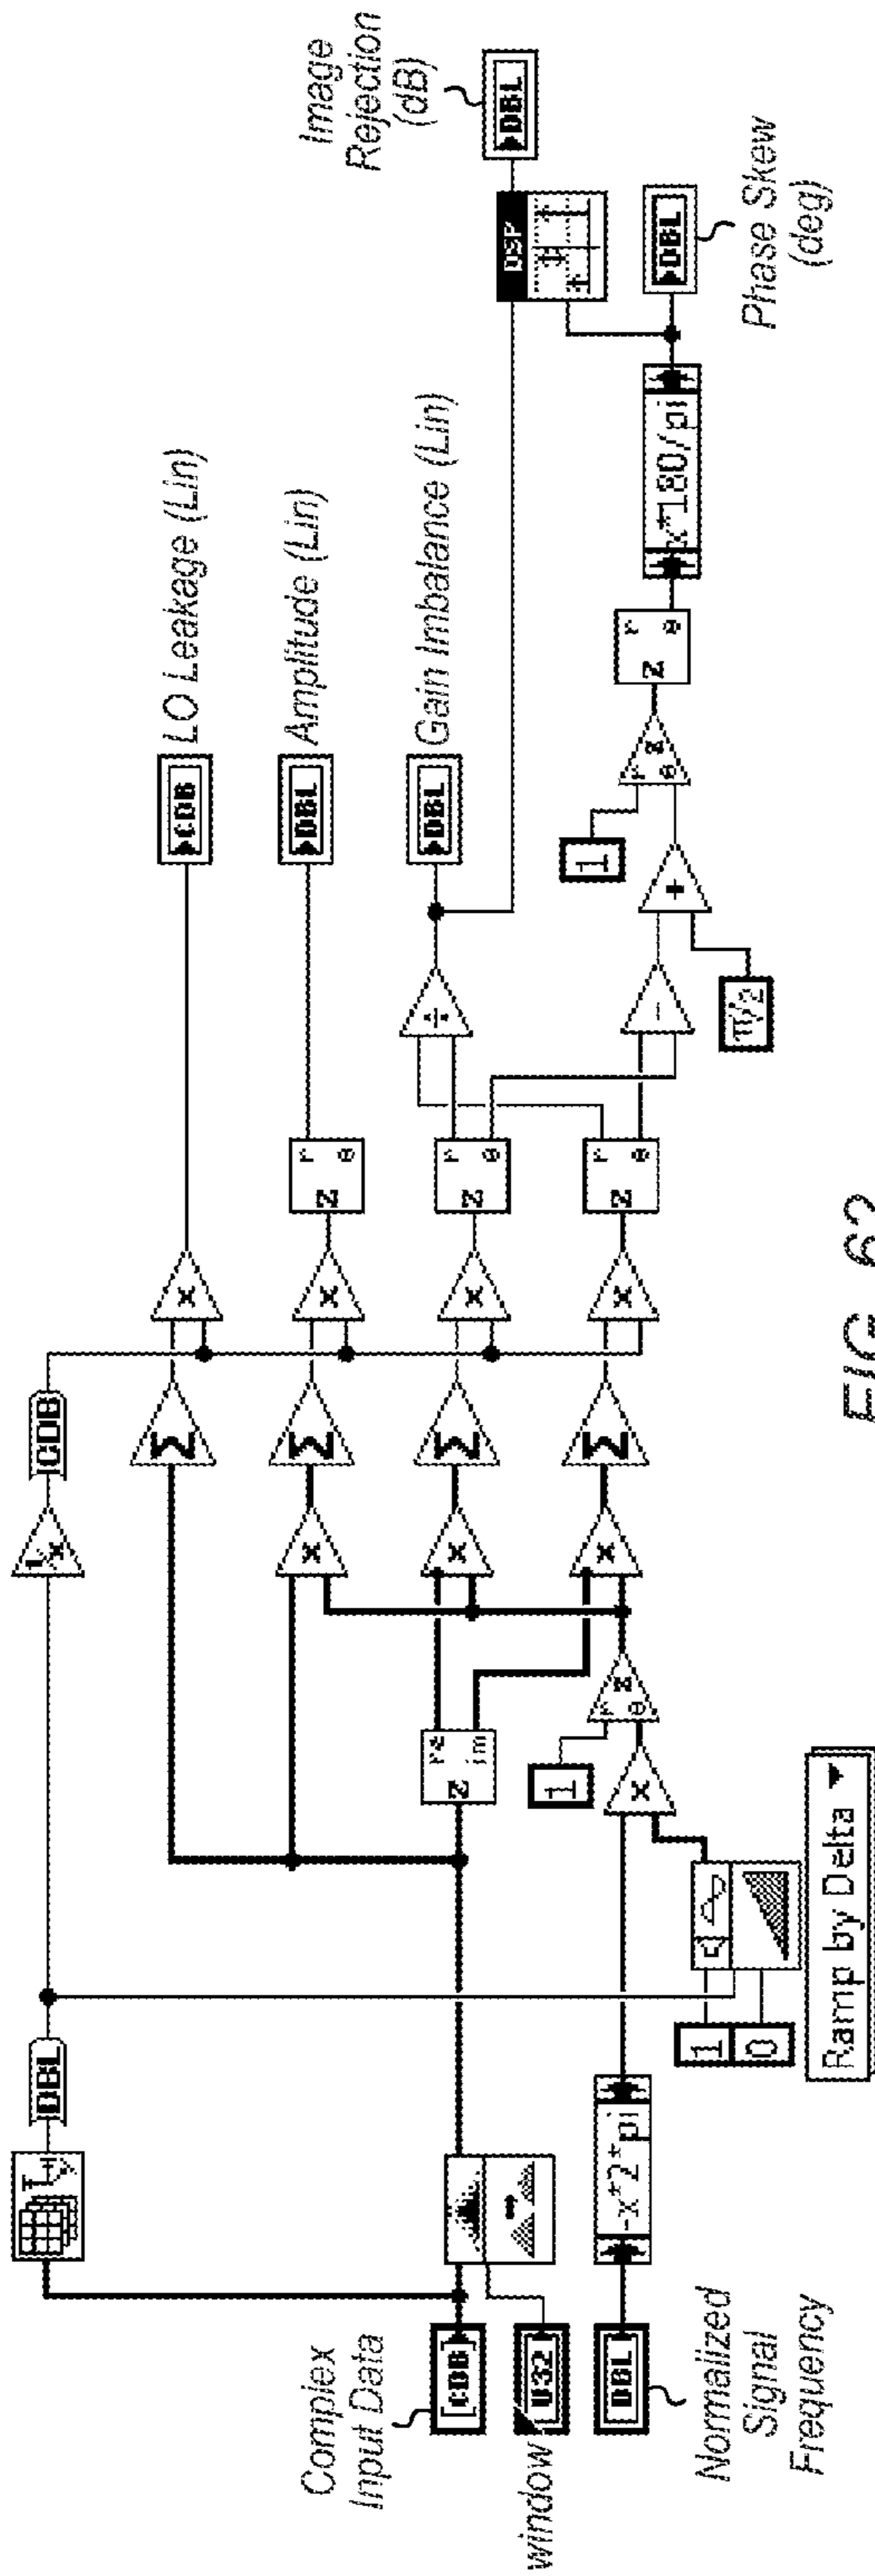 Complex
Input Data
[CDB]
window
U32
DBL
Normalized
Signal
Frequency
DBL
-x*2*pi
1
0
Ramp by Delta
1/x
CDB
z
re
im
1
r
θ
z
x
x
x
x
Σ
Σ
Σ
Σ
x
x
x
x
z
r
θ
z
r
θ
z
r
θ
÷
-
π/2
+
1
r
θ
z
z
r
θ
x*180/pi
CDB
LO Leakage (Lin)
DBL
Amplitude (Lin)
DBL
Gain Imbalance (Lin)
DSP
DBL
Image
Rejection
(dB)
DBL
Phase Skew
(deg)
FIG. 62